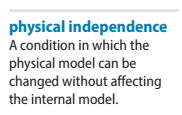 physical independence
A condition in which the
physical model can be
changed without affecting
the internal model.